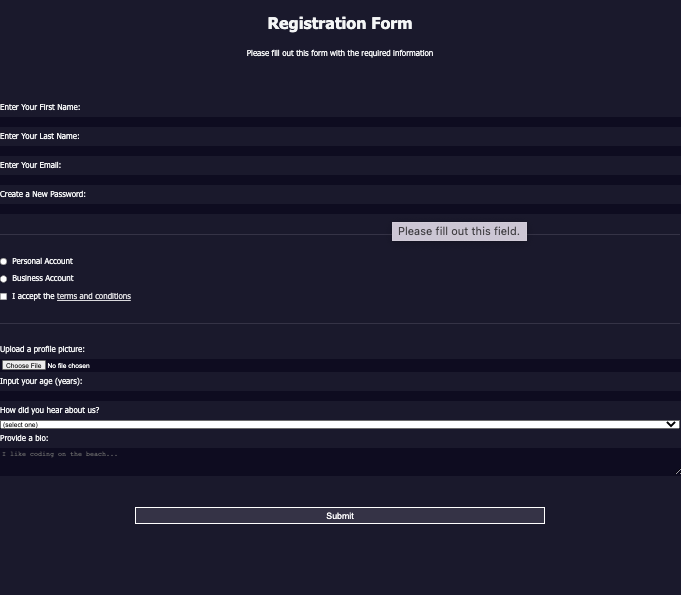 Registration Form
Please fill out this form with the required information
Enter Your First Name:
Enter Your Last Name:
Enter Your Email:
Create a New Password:
Please fill out this field.
Personal Account
Business Account
I accept the terms and conditions
Upload a profile picture:
Choose File No file chosen
Input your age (years):
How did you hear about us?
(select one)
Provide a bio:
I like coding on the beach...
Submit